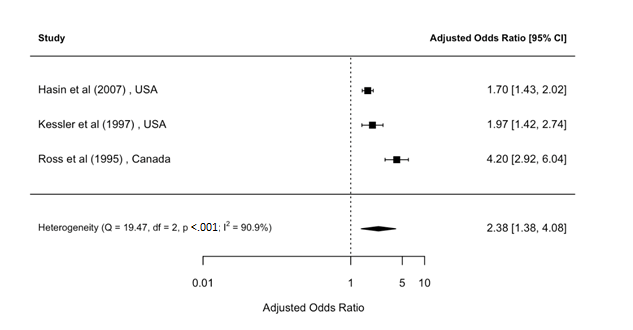 Study Adjusted Odds Ratio [95% CI]
Hasin et al (2007) , USA 1.70 [1.43, 2.02]
Kessler et al (1997) , USA 1.97 [1.42, 2.74]
Ross et al (1995) , Canada 4.20 [2.92, 6.04]
Heterogeneity (Q = 19.47, df = 2, p <.001; I² = 90.9%) 2.38 [1.38, 4.08]
0.01 1 5 10
Adjusted Odds Ratio